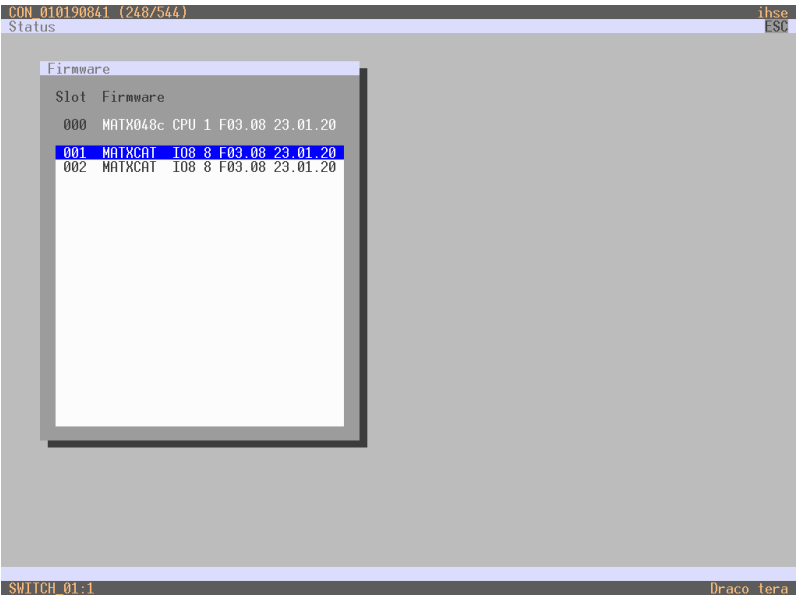 CON_010190841 (248/544) ihse
Status ESC
Firmware
Slot Firmware
000 MATX048c CPU 1 F03.08 23.01.20
001 MATXCAT IO8 8 F03.08 23.01.20
002 MATXCAT IO8 8 F03.08 23.01.20
SWITCH_01:1 Draco tera